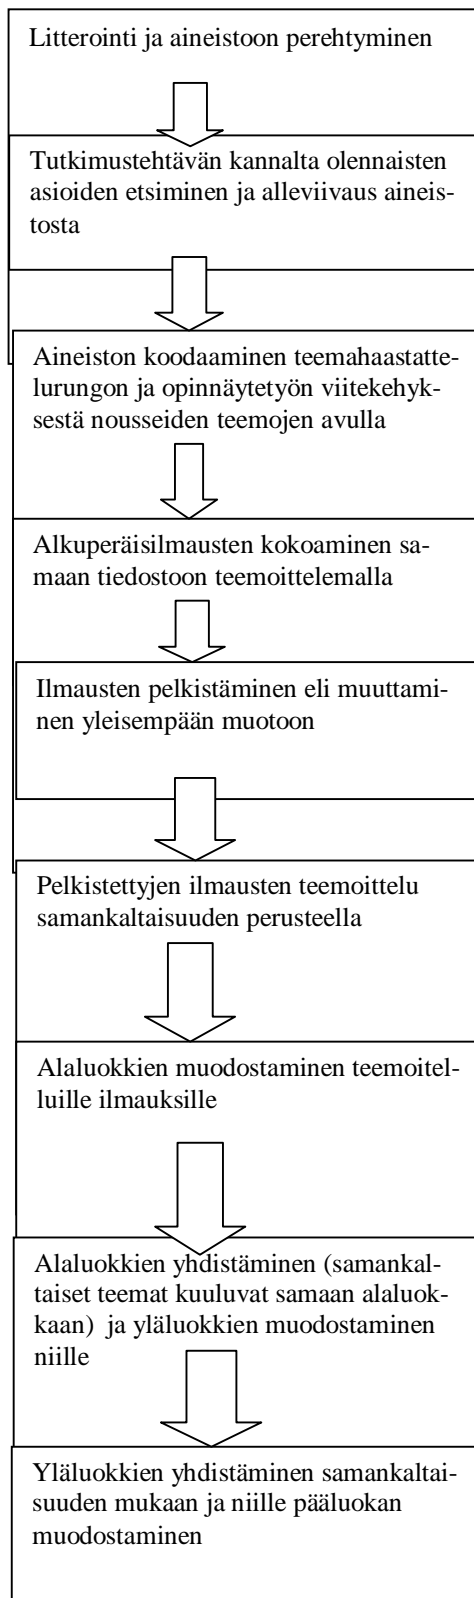 Litterointi ja aineistoon perehtyminen
Tutkimustehtävän kannalta olennaisten
asioiden etsiminen ja alleviivaus aineis-
tosta
Aineiston koodaaminen teemahaastatte-
lurungon ja opinnäytetyön viitekehyk-
sestä nousseiden teemojen avulla
Alkuperäisilmausten kokoaminen sa-
maan tiedostoon teemoittelemalla
Ilmausten pelkistäminen eli muuttami-
nen yleisempään muotoon
Pelkistettyjen ilmausten teemoittelu
samankaltaisuuden perusteella
Alaluokkien muodostaminen teemoitel-
luille ilmauksille
Alaluokkien yhdistäminen (samankal-
taiset teemat kuuluvat samaan alaluok-
kaan) ja yläluokkien muodostaminen
niille
Yläluokkien yhdistäminen samankaltai-
suuden mukaan ja niille pääluokan
muodostaminen